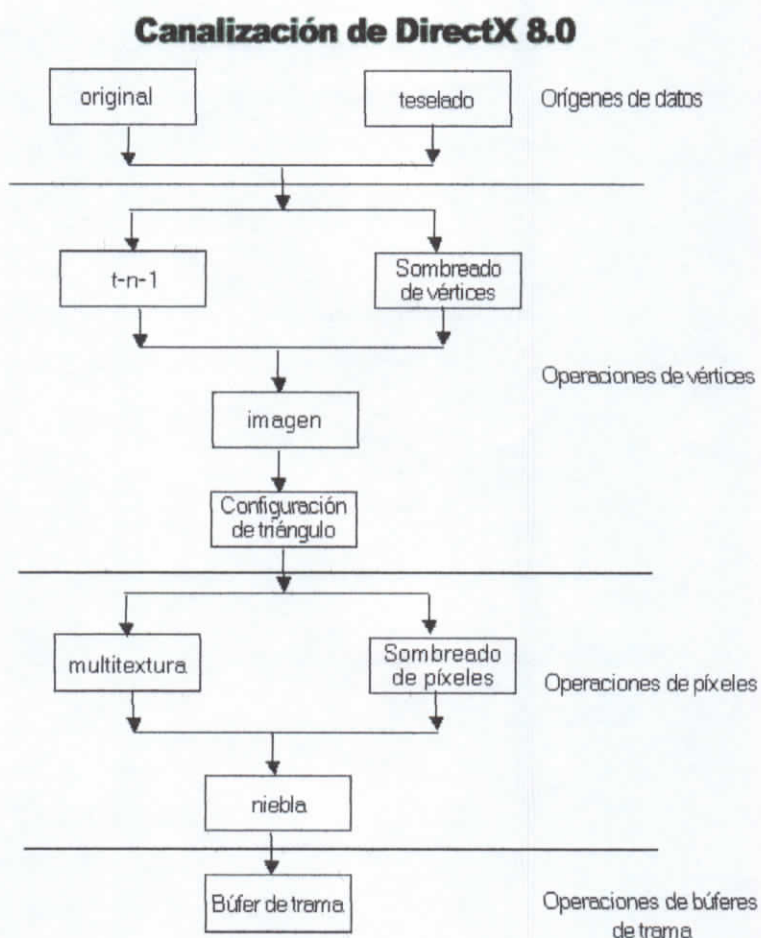 Canalización de DirectX 8.0
original
teselado
Orígenes de datos
t-n-1
Sombreado
de vértices
Operaciones de vértices
imagen
Configuración
de triángulo
multitextura
Sombreado
de píxeles
Operaciones de píxeles
niebla
Búfer de trama
Operaciones de búferes
de trama